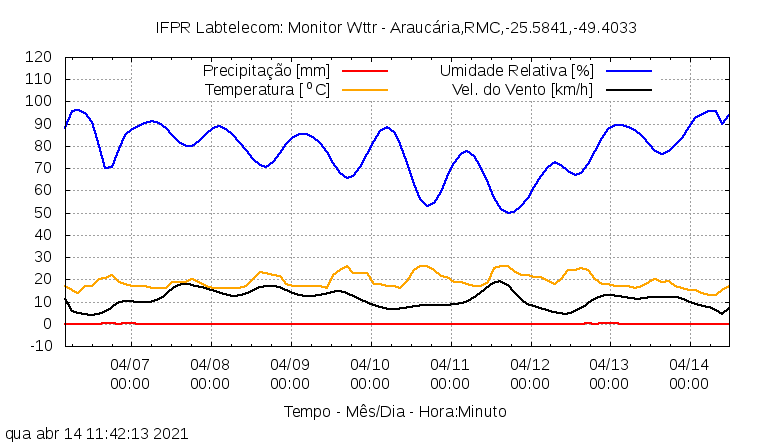 IFPR Labtelecom: Monitor Wttr - Araucária,RMC,-25.5841,-49.4033
Precipitação [mm] Umidade Relativa [%]
Temperatura [⁰C] Vel. do Vento [km/h]
120
110
100
90
80
70
60
50
40
30
20
10
0
-10
04/07 04/08 04/09 04/10 04/11 04/12 04/13 04/14
00:00 00:00 00:00 00:00 00:00 00:00 00:00 00:00
Tempo - Mês/Dia - Hora:Minuto
qua abr 14 11:42:13 2021